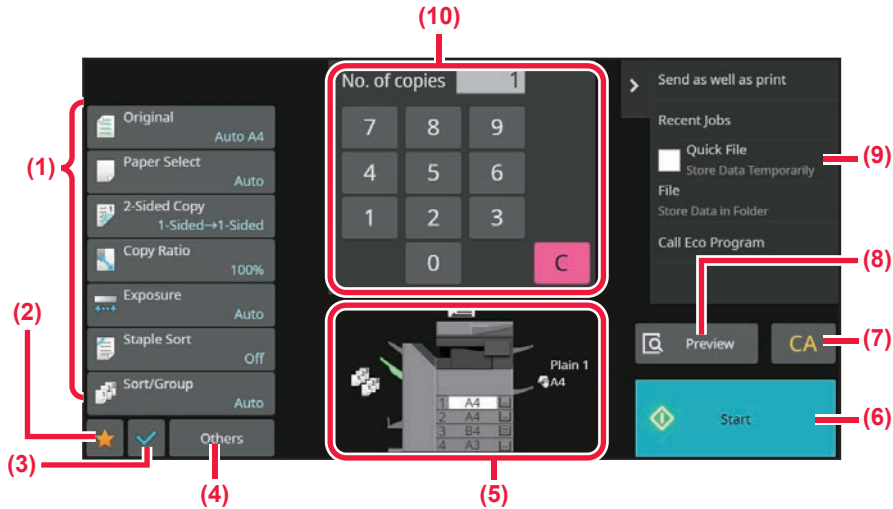 (10)
No. of copies 1
Send as well as print
Recent Jobs
Original
Auto A4
7 8 9
Quick File
Store Data Temporarily
(9)
(1)
Paper Select
Auto
4 5 6
File
Store Data in Folder
2-Sided Copy
1-Sided→1-Sided
1 2 3
Call Eco Program
Copy Ratio
100%
0 C
(8)
Exposure
Auto
(2)
Staple Sort
Off
Preview
CA
(7)
Plain 1
A4
Sort/Group
Auto
1 A4
2 A4
3 B4
4 A3
Start
(6)
Others
(3)
(4)
(5)